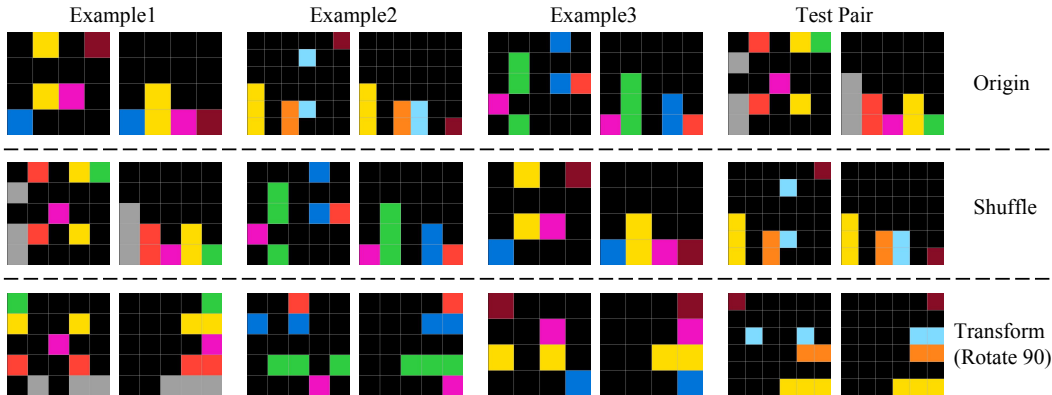 Example1
Example2
Example3
Test Pair
Origin
Shuffle
Transform
(Rotate 90)